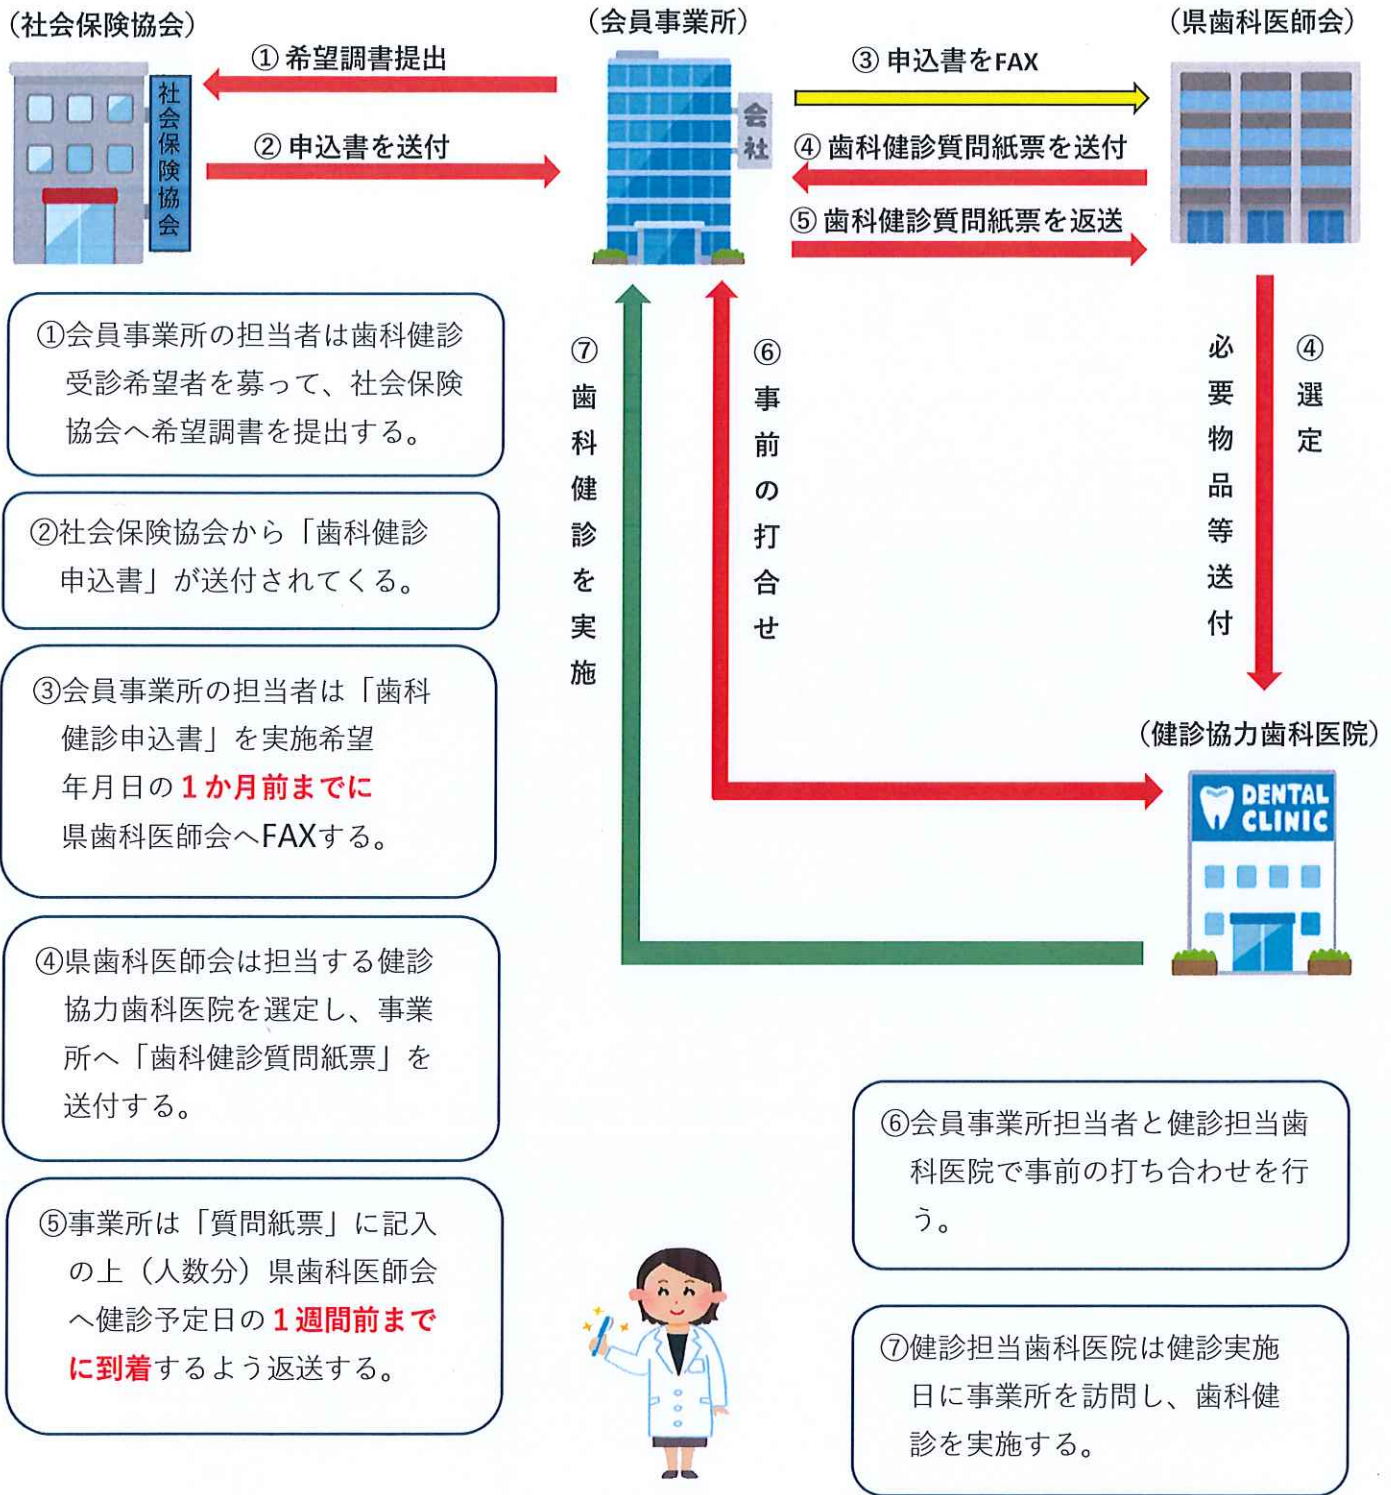 （社会保険協会）
（会員事業所）
（県歯科医師会）
① 希望調書提出
② 申込書を送付
③ 申込書をFAX
④ 歯科健診質問紙票を送付
⑤ 歯科健診質問紙票を返送
社会保険協会
会社
⑦歯科健診を実施
⑥事前の打合せ
必要物品等送付
④選定
（健診協力歯科医院）
DENTAL
CLINIC
①会員事業所の担当者は歯科健診
受診希望者を募って、社会保険
協会へ希望調書を提出する。
②社会保険協会から「歯科健診
申込書」が送付されてくる。
③会員事業所の担当者は「歯科
健診申込書」を実施希望
年月日の１か月前までに
県歯科医師会へFAXする。
④県歯科医師会は担当する健診
協力歯科医院を選定し、事業
所へ「歯科健診質問紙票」を
送付する。
⑤事業所は「質問紙票」に記入
の上（人数分）県歯科医師会
へ健診予定日の１週間前まで
に到着するよう返送する。
⑥会員事業所担当者と健診担当歯
科医院で事前の打ち合わせを行
う。
⑦健診担当歯科医院は健診実施
日に事業所を訪問し、歯科健
診を実施する。